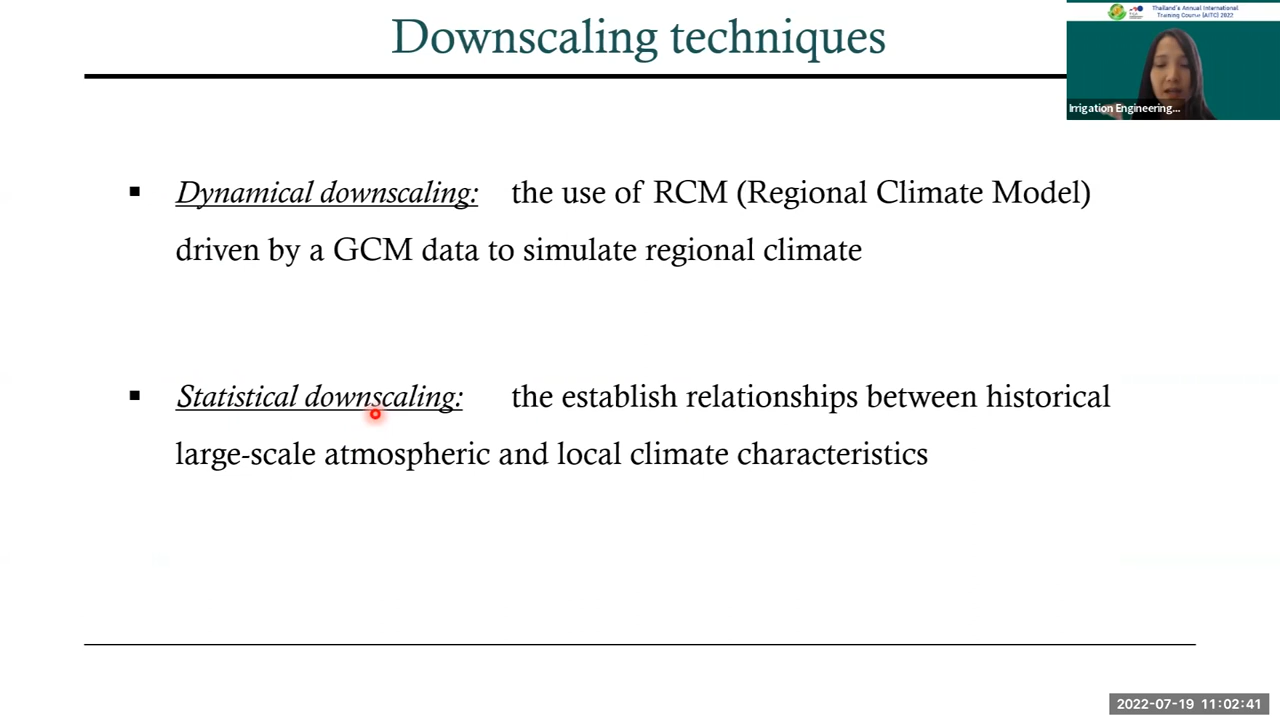 Downscaling techniques
Thailand's Annual International
Training Course (AITC) 2022
Irrigation Engineering...
▪ Dynamical downscaling: the use of RCM (Regional Climate Model)
driven by a GCM data to simulate regional climate
▪ Statistical downscaling: the establish relationships between historical
large-scale atmospheric and local climate characteristics
2022-07-19 11:02:41